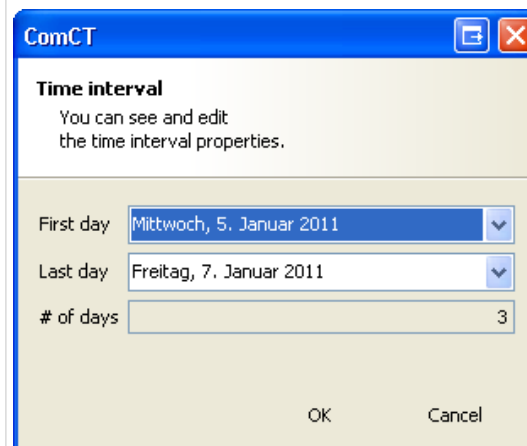 ComCT
Time interval
You can see and edit
the time interval properties.
First day Mittwoch, 5. Januar 2011
Last day Freitag, 7. Januar 2011
# of days 3
OK Cancel